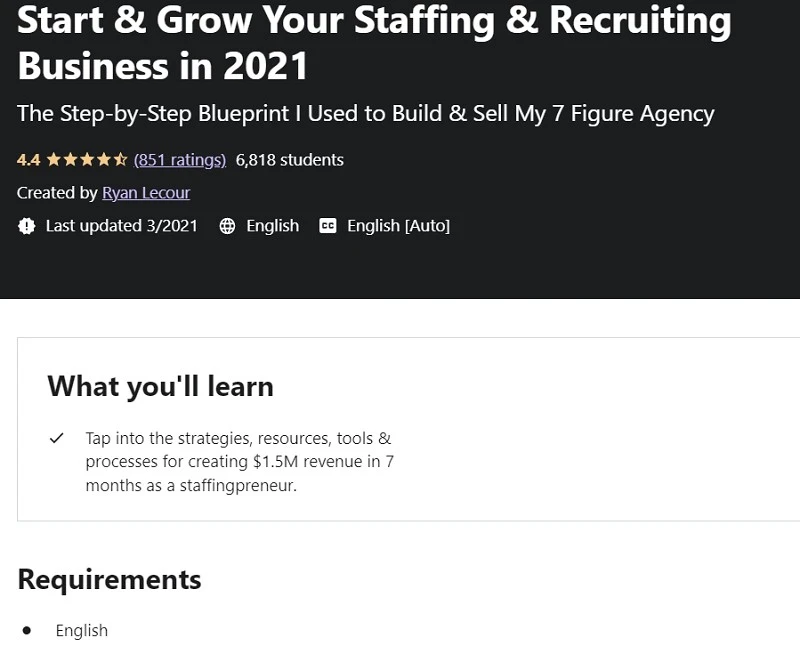 Start & Grow Your Staffing & Recruiting
Business in 2021
The Step-by-Step Blueprint I Used to Build & Sell My 7 Figure Agency
4.4 (851 ratings) 6,818 students
Created by Ryan Lecour
Last updated 3/2021 English CC English [Auto]
What you'll learn
Tap into the strategies, resources, tools &
processes for creating $1.5M revenue in 7
months as a staffingpreneur.
Requirements
English